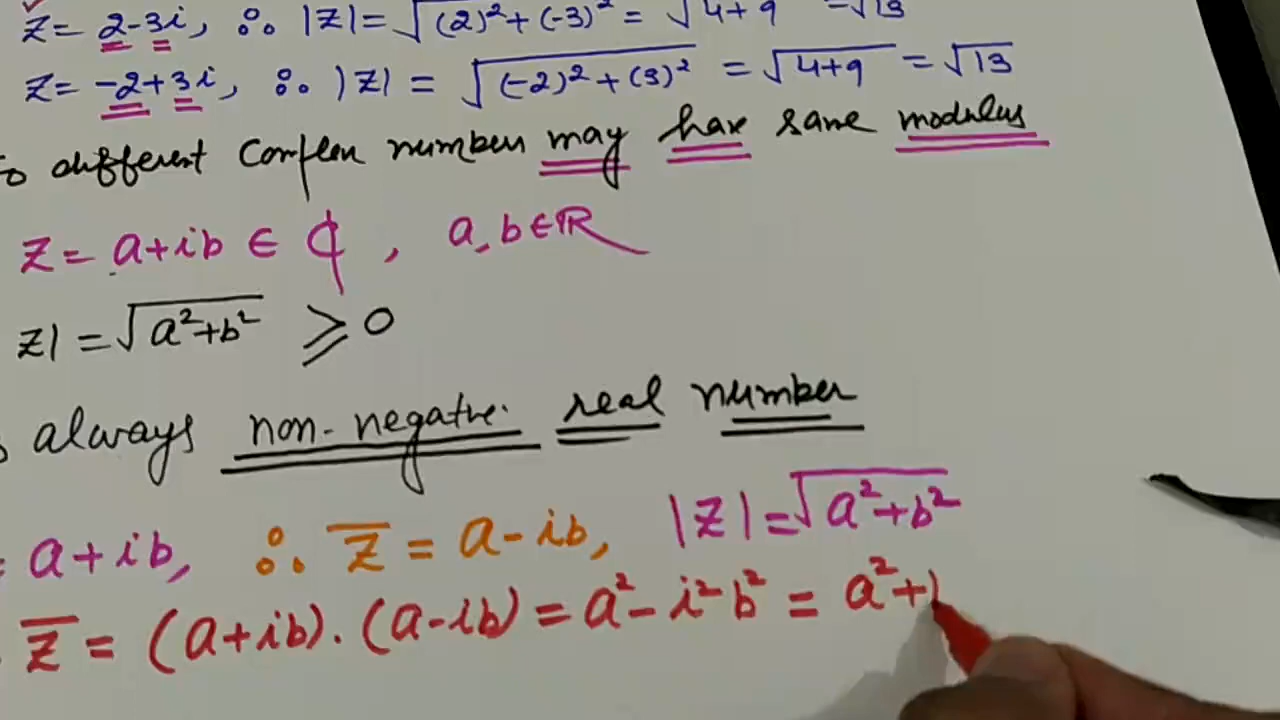 z = 2-3i, ∴ |z| = √(2)²+(-3)² = √4+9 = √13
z = -2+3i, ∴ |z| = √(-2)²+(3)² = √4+9 = √13
different complex numbers may have same modulus
z = a+ib ∈ ₵, a, b ∈ ℝ
z| = √a²+b² ⩾ 0
always non-negative real number
= a+ib, ∴ z̅ = a-ib, |z| = √a²+b²
z̅ = (a+ib).(a-ib) = a²-i²b² = a²+